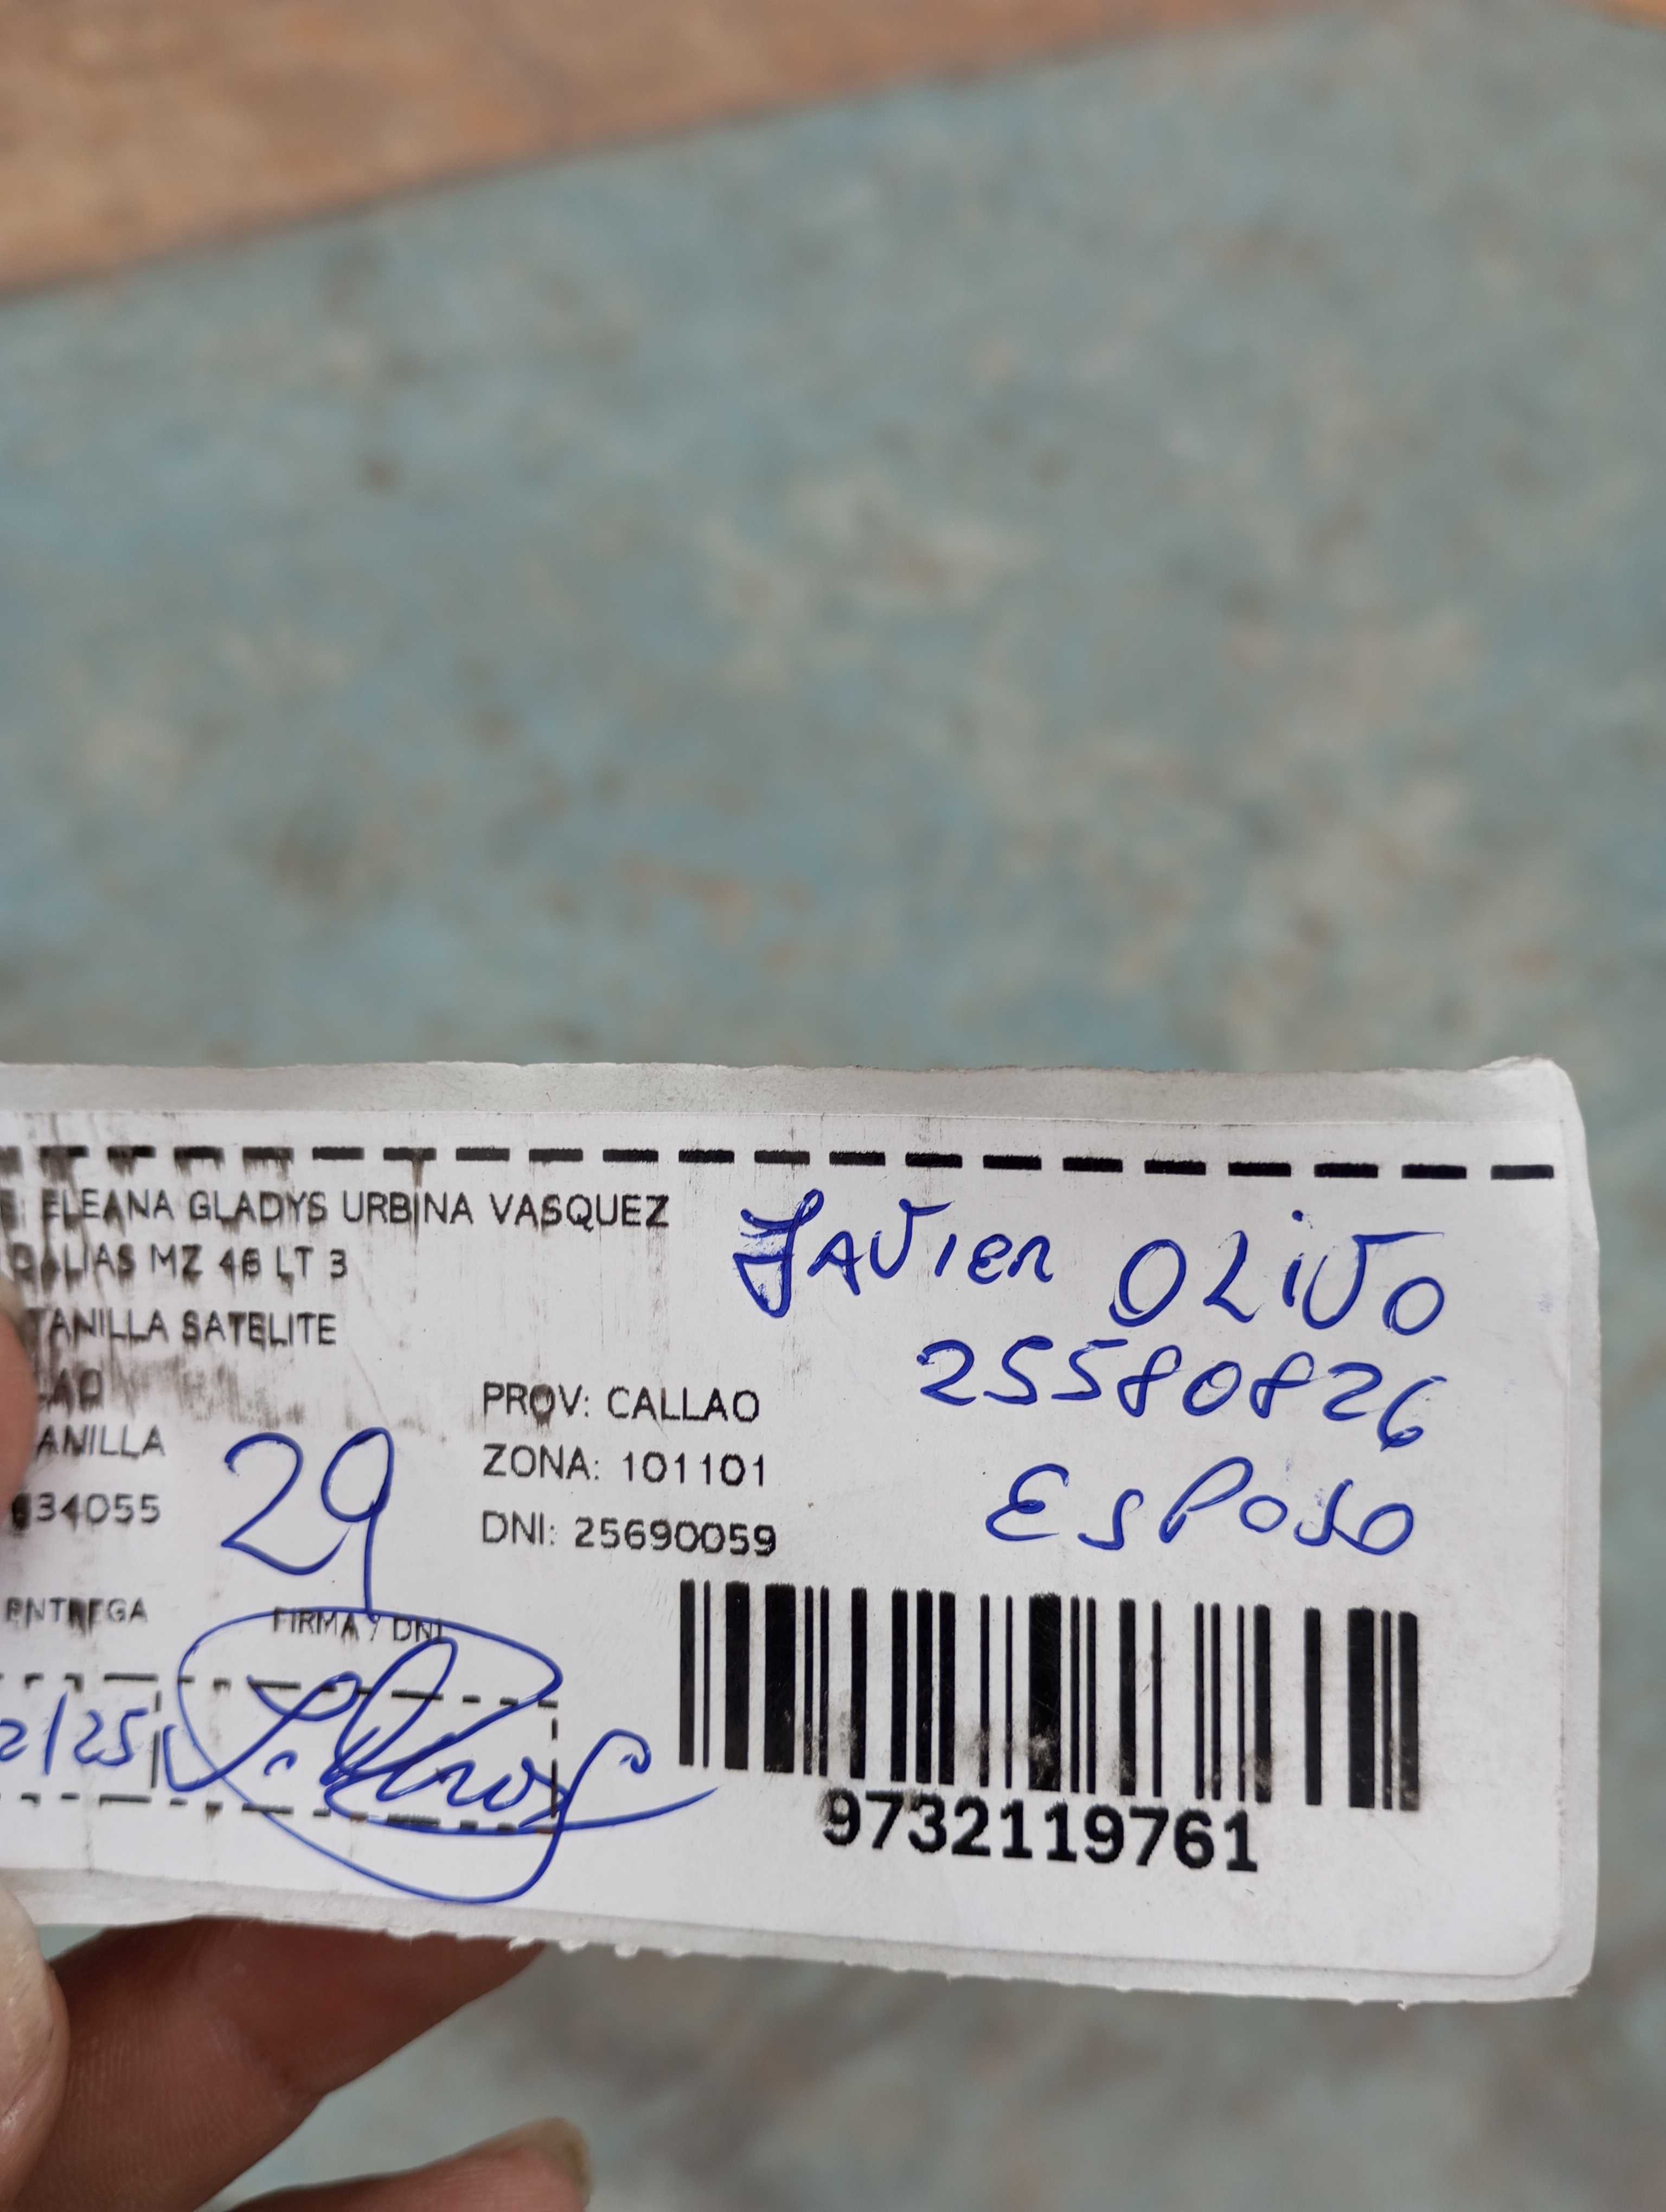 ELEANA GLADYS URBINA VASQUEZ
DALIAS MZ 46 LT 3
TANILLA SATELITE
LAO
ANILLA
34055
PROV: CALLAO
ZONA: 101101
DNI: 25690059
29
JAVIER OLIVO
25580826
ESPOSO
ENTREGA
FIRMA Y DNI
2/25
9732119761